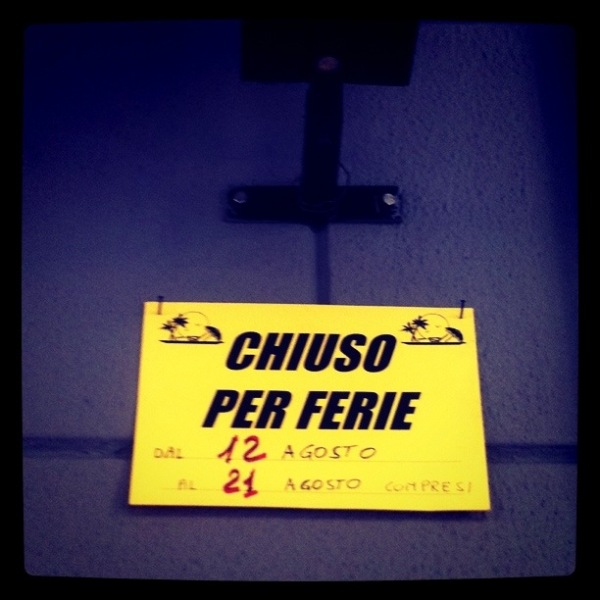 CHIUSO
PER FERIE
DAL 12 AGOSTO
AL 21 AGOSTO COMPRESI